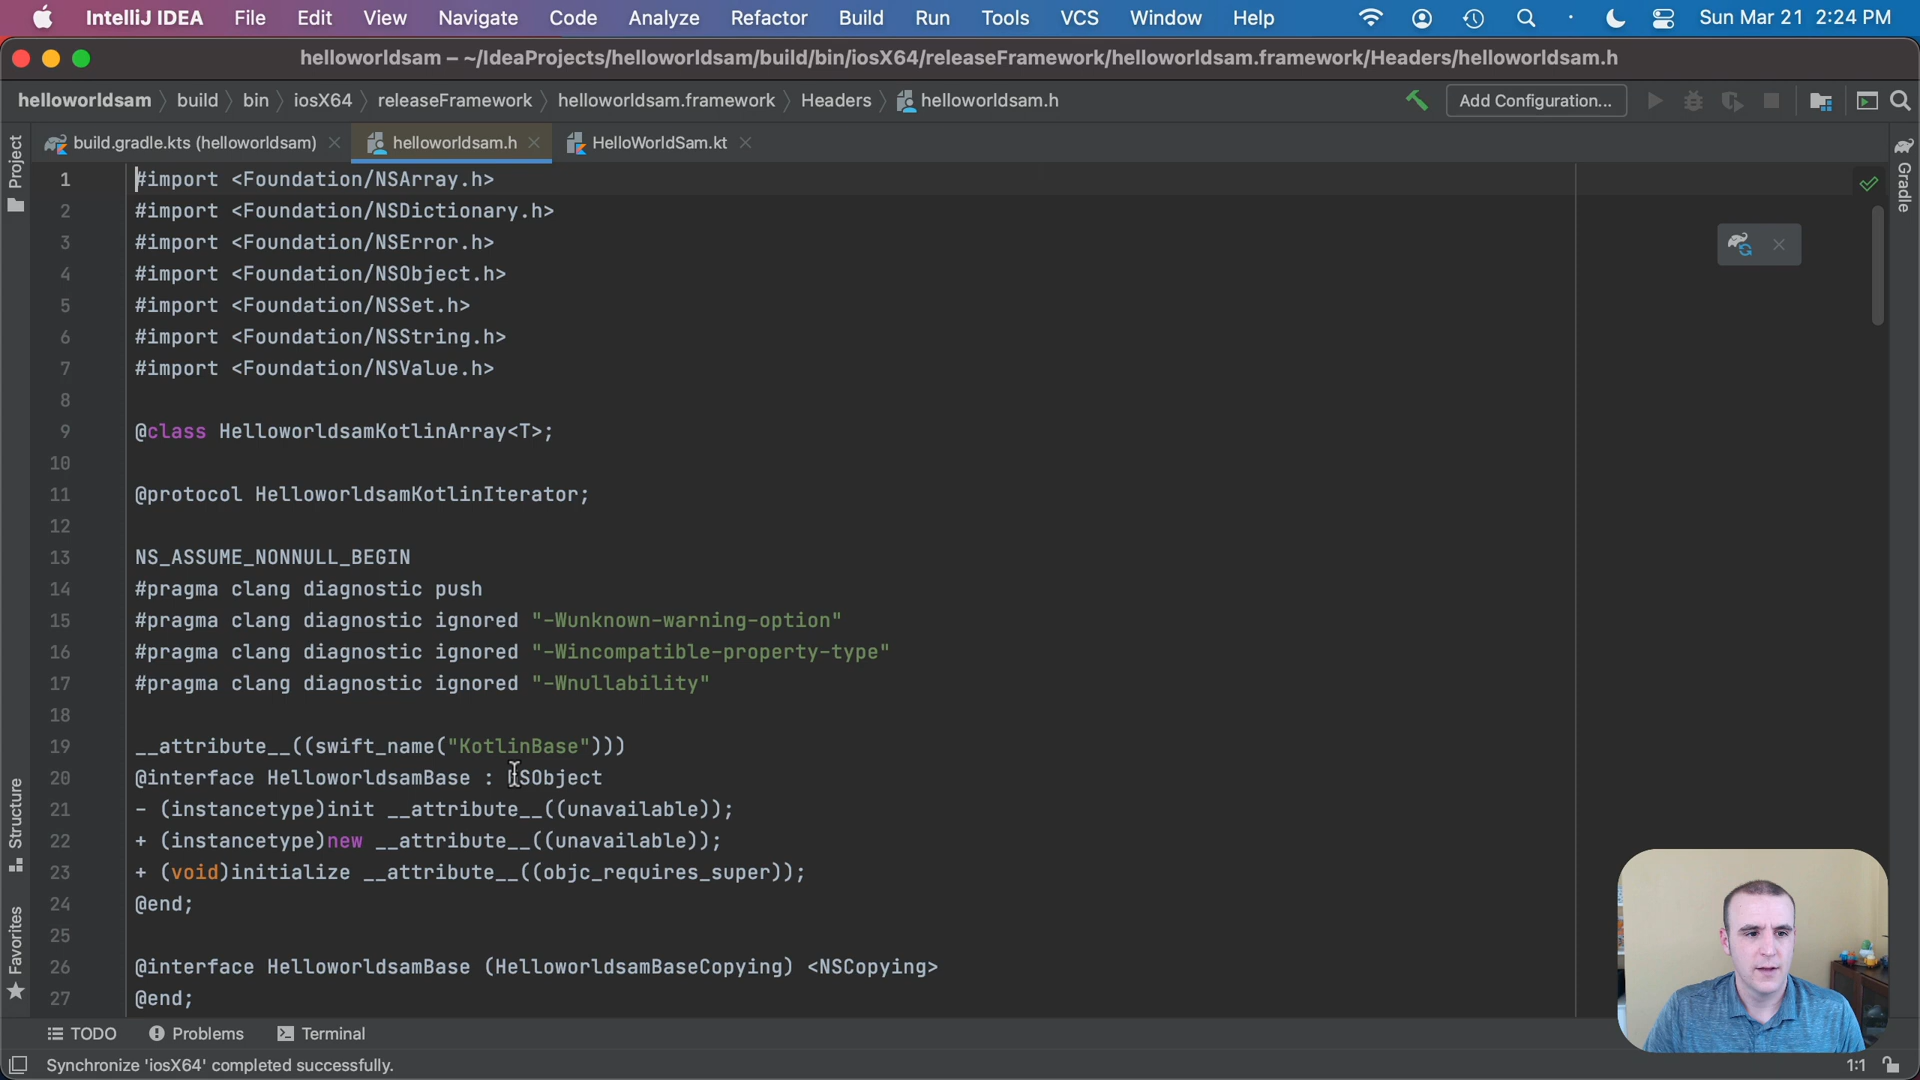 IntelliJ IDEA File Edit View Navigate Code Analyze Refactor Build Run Tools VCS Window Help Sun Mar 21 2:24 PM
helloworldsam – ~/IdeaProjects/helloworldsam/build/bin/iosX64/releaseFramework/helloworldsam.framework/Headers/helloworldsam.h
helloworldsam build bin iosX64 releaseFramework helloworldsam.framework Headers helloworldsam.h Add Configuration...
build.gradle.kts (helloworldsam) helloworldsam.h HelloWorldSam.kt
Project
Gradle
1 #import <Foundation/NSArray.h>
2 #import <Foundation/NSDictionary.h>
3 #import <Foundation/NSError.h>
4 #import <Foundation/NSObject.h>
5 #import <Foundation/NSSet.h>
6 #import <Foundation/NSString.h>
7 #import <Foundation/NSValue.h>
8
9 @class HelloworldsamKotlinArray<T>;
10
11 @protocol HelloworldsamKotlinIterator;
12
13 NS_ASSUME_NONNULL_BEGIN
14 #pragma clang diagnostic push
15 #pragma clang diagnostic ignored "-Wunknown-warning-option"
16 #pragma clang diagnostic ignored "-Wincompatible-property-type"
17 #pragma clang diagnostic ignored "-Wnullability"
18
19 __attribute__((swift_name("KotlinBase")))
20 @interface HelloworldsamBase : NSObject
21 - (instancetype)init __attribute__((unavailable));
22 + (instancetype)new __attribute__((unavailable));
23 + (void)initialize __attribute__((objc_requires_super));
24 @end;
25
26 @interface HelloworldsamBase (HelloworldsamBaseCopying) <NSCopying>
27 @end;
Structure
Favorites
TODO Problems Terminal
Synchronize 'iosX64' completed successfully. 1:1